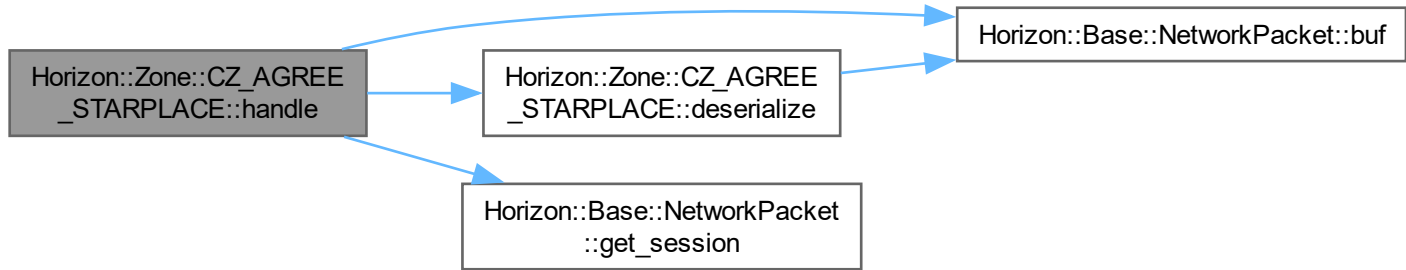 Horizon::Zone::CZ_AGREE
_STARPLACE::handle
Horizon::Zone::CZ_AGREE
_STARPLACE::deserialize
Horizon::Base::NetworkPacket::buf
Horizon::Base::NetworkPacket
::get_session